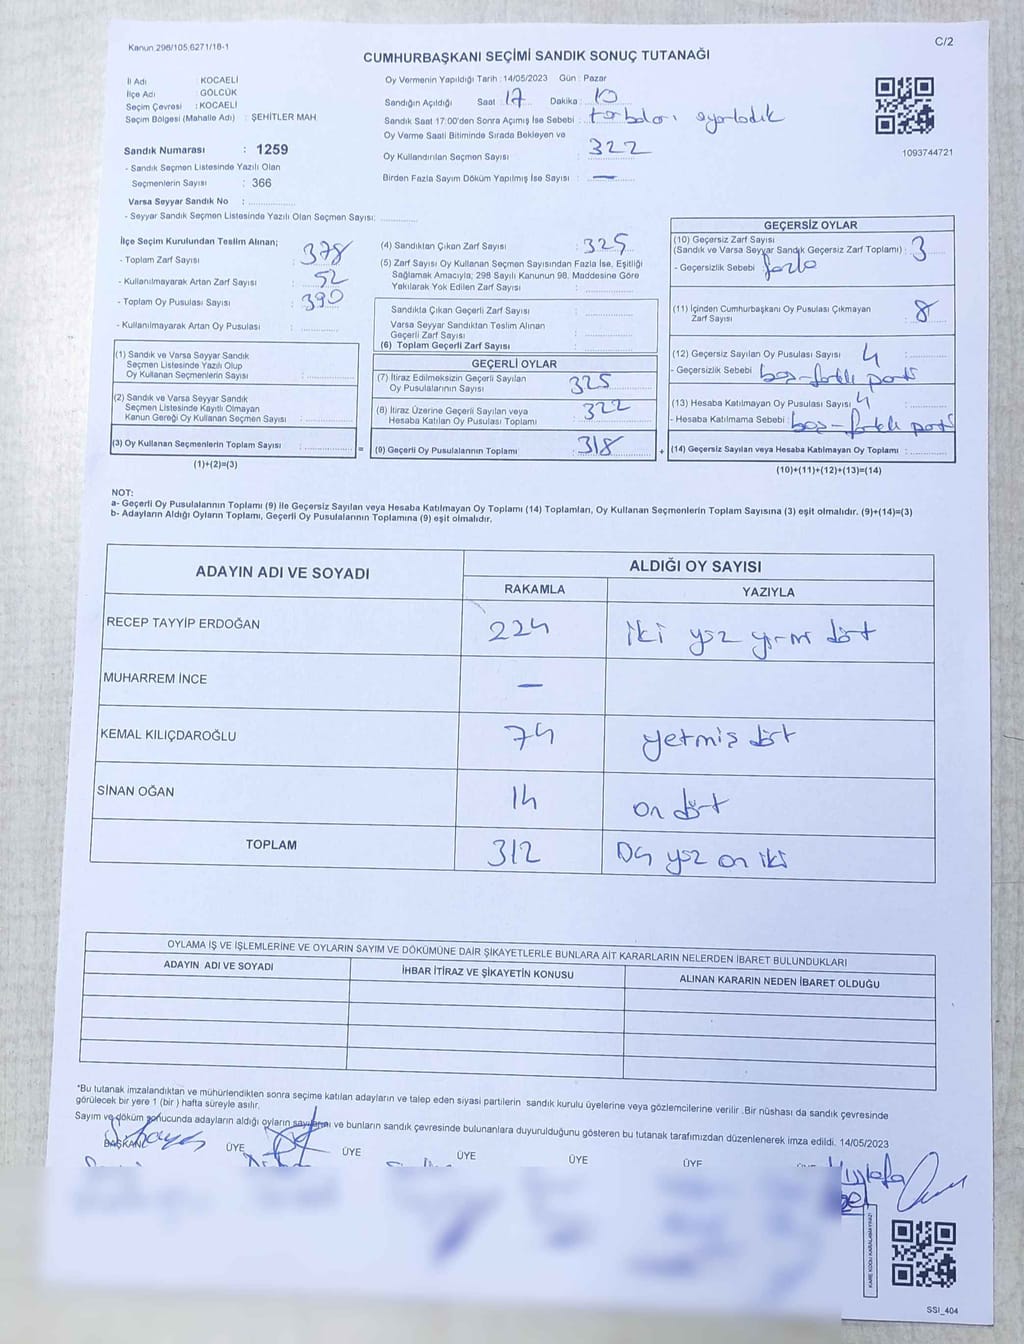 Kanun 298/105,6271/18-1
C/2
CUMHURBAŞKANI SEÇİMİ SANDIK SONUÇ TUTANAĞI
İl Adı : KOCAELİ
İlçe Adı : GÖLCÜK
Seçim Çevresi : KOCAELİ
Seçim Bölgesi (Mahalle Adı) : ŞEHİTLER MAH
Sandık Numarası : 1259
- Sandık Seçmen Listesinde Yazılı Olan
Seçmenlerin Sayısı : 366
Varsa Seyyar Sandık No :
- Seyyar Sandık Seçmen Listesinde Yazılı Olan Seçmen Sayısı:
Oy Vermenin Yapıldığı Tarih : 14/05/2023 Gün : Pazar
Sandığın Açıldığı Saat : 17 Dakika : 10
Sandık Saat 17:00'den Sonra Açımış İse Sebebi : torbaları ayarladık
Oy Verme Saati Bitiminde Sırada Bekleyen ve
Oy Kullandırılan Seçmen Sayısı : 322
Birden Fazla Sayım Döküm Yapılmış İse Sayısı : —
1093744721
İlçe Seçim Kurulundan Teslim Alınan;
- Toplam Zarf Sayısı : 378
- Kullanılmayarak Artan Zarf Sayısı : 52
- Toplam Oy Pusulası Sayısı : 390
- Kullanılmayarak Artan Oy Pusulası :
(1) Sandık ve Varsa Seyyar Sandık
Seçmen Listesinde Yazılı Olup
Oy Kullanan Seçmenlerin Sayısı :
(2) Sandık ve Varsa Seyyar Sandık
Seçmen Listesinde Kayıtlı Olmayan
Kanun Gereği Oy Kullanan Seçmen Sayısı :
(3) Oy Kullanan Seçmenlerin Toplam Sayısı :
(1)+(2)=(3)
(4) Sandıktan Çıkan Zarf Sayısı : 325
(5) Zarf Sayısı Oy Kullanan Seçmen Sayısından Fazla İse, Eşitliği
Sağlamak Amacıyla; 298 Sayılı Kanunun 98. Maddesine Göre
Yakılarak Yok Edilen Zarf Sayısı :
Sandıkta Çıkan Geçerli Zarf Sayısı :
Varsa Seyyar Sandıktan Teslim Alınan
Geçerli Zarf Sayısı :
(6) Toplam Geçerli Zarf Sayısı :
GEÇERLİ OYLAR
(7) İtiraz Edilmeksizin Geçerli Sayılan
Oy Pusulalarının Sayısı : 325
(8) İtiraz Üzerine Geçerli Sayılan veya
Hesaba Katılan Oy Pusulası Toplamı : 322
=
(9) Geçerli Oy Pusulalarının Toplamı : 318
+
GEÇERSİZ OYLAR
(10) Geçersiz Zarf Sayısı
(Sandık ve Varsa Seyyar Sandık Geçersiz Zarf Toplamı) : 3
- Geçersizlik Sebebi : fazla
(11) İçinden Cumhurbaşkanı Oy Pusulası Çıkmayan
Zarf Sayısı : 8
(12) Geçersiz Sayılan Oy Pusulası Sayısı : 4
- Geçersizlik Sebebi : boş-farklı parti
(13) Hesaba Katılmayan Oy Pusulası Sayısı : 4
- Hesaba Katılmama Sebebi : boş-farklı parti
(14) Geçersiz Sayılan veya Hesaba Katılmayan Oy Toplamı :
(10)+(11)+(12)+(13)=(14)
NOT:
a- Geçerli Oy Pusulalarının Toplamı (9) ile Geçersiz Sayılan veya Hesaba Katılmayan Oy Toplamı (14) Toplamları, Oy Kullanan Seçmenlerin Toplam Sayısına (3) eşit olmalıdır. (9)+(14)=(3)
b- Adayların Aldığı Oyların Toplamı, Geçerli Oy Pusulalarının Toplamına (9) eşit olmalıdır.
ADAYIN ADI VE SOYADI
ALDIĞI OY SAYISI
RAKAMLA YAZIYLA
RECEP TAYYİP ERDOĞAN 224 iki yüz yirmi dört
MUHARREM İNCE —
KEMAL KILIÇDAROĞLU 74 yetmiş dört
SİNAN OĞAN 14 on dört
TOPLAM 312 yüz on iki
OYLAMA İŞ VE İŞLEMLERİNE VE OYLARIN SAYIM VE DÖKÜMÜNE DAİR ŞİKAYETLERLE BUNLARA AİT KARARLARIN NELERDEN İBARET BULUNDUKLARI
ADAYIN ADI VE SOYADI İHBAR İTİRAZ VE ŞİKAYETİN KONUSU ALINAN KARARIN NEDEN İBARET OLDUĞU
*Bu tutanak imzalandıktan ve mühürlendikten sonra seçime katılan adayların ve talep eden siyasi partilerin sandık kurulu üyelerine veya gözlemcilerine verilir .Bir nüshası da sandık çevresinde
görülecek bir yere 1 (bir ) hafta süreyle asılır.
Sayım ve döküm sonucunda adayların aldığı oyların sayılarını ve bunların sandık çevresinde bulunanlara duyurulduğunu gösteren bu tutanak tarafımızdan düzenlenerek imza edildi. 14/05/2023
BAŞKAN ÜYE ÜYE ÜYE ÜYE ÜYE
Mustafa
KARE KODU KARALAMAYINIZ!
SSI_404